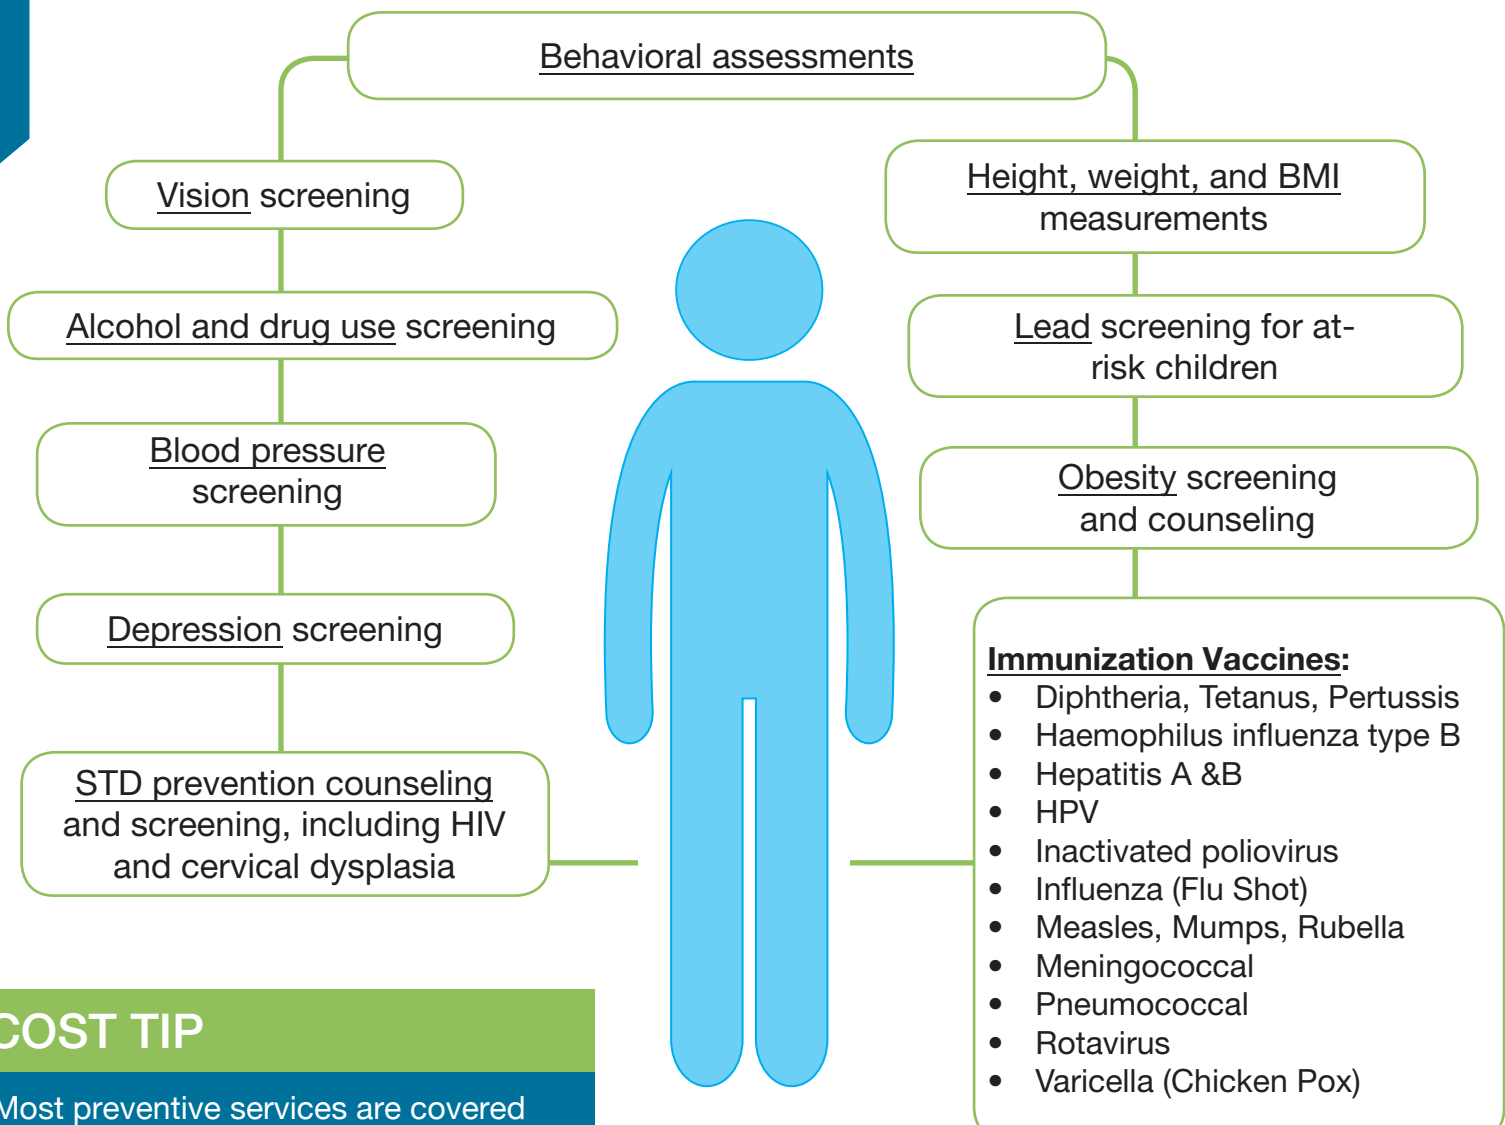 Behavioral assessments
Vision screening
Alcohol and drug use screening
Blood pressure
screening
Depression screening
STD prevention counseling
and screening, including HIV
and cervical dysplasia
Height, weight, and BMI
measurements
Lead screening for at-
risk children
Obesity screening
and counseling
Immunization Vaccines:
• Diphtheria, Tetanus, Pertussis
• Haemophilus influenza type B
• Hepatitis A &B
• HPV
• Inactivated poliovirus
• Influenza (Flu Shot)
• Measles, Mumps, Rubella
• Meningococcal
• Pneumococcal
• Rotavirus
• Varicella (Chicken Pox)
COST TIP
Most preventive services are covered